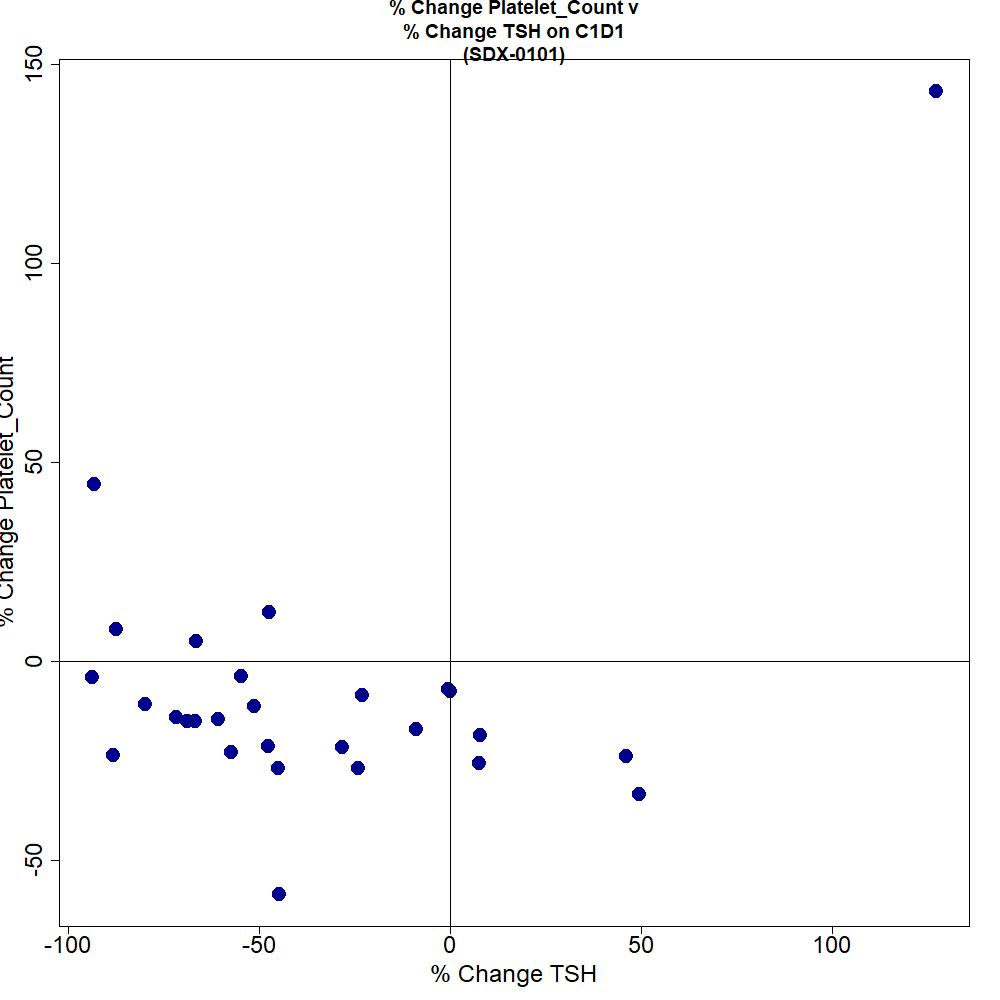 % Change Platelet_Count v
% Change TSH on C1D1
(SDX-0101)
% Change Platelet_Count
150
100
50
0
-50
-100
-50
0
50
100
% Change TSH